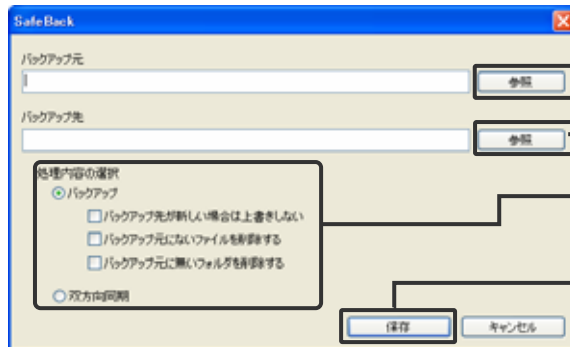 SafeBack
バックアップ元
参照
バックアップ先
参照
処理内容の選択
バックアップ
バックアップ先が新しい場合は上書きしない
バックアップ元にないファイルを削除する
バックアップ元に無いフォルダを削除する
双方向同期
保存
キャンセル